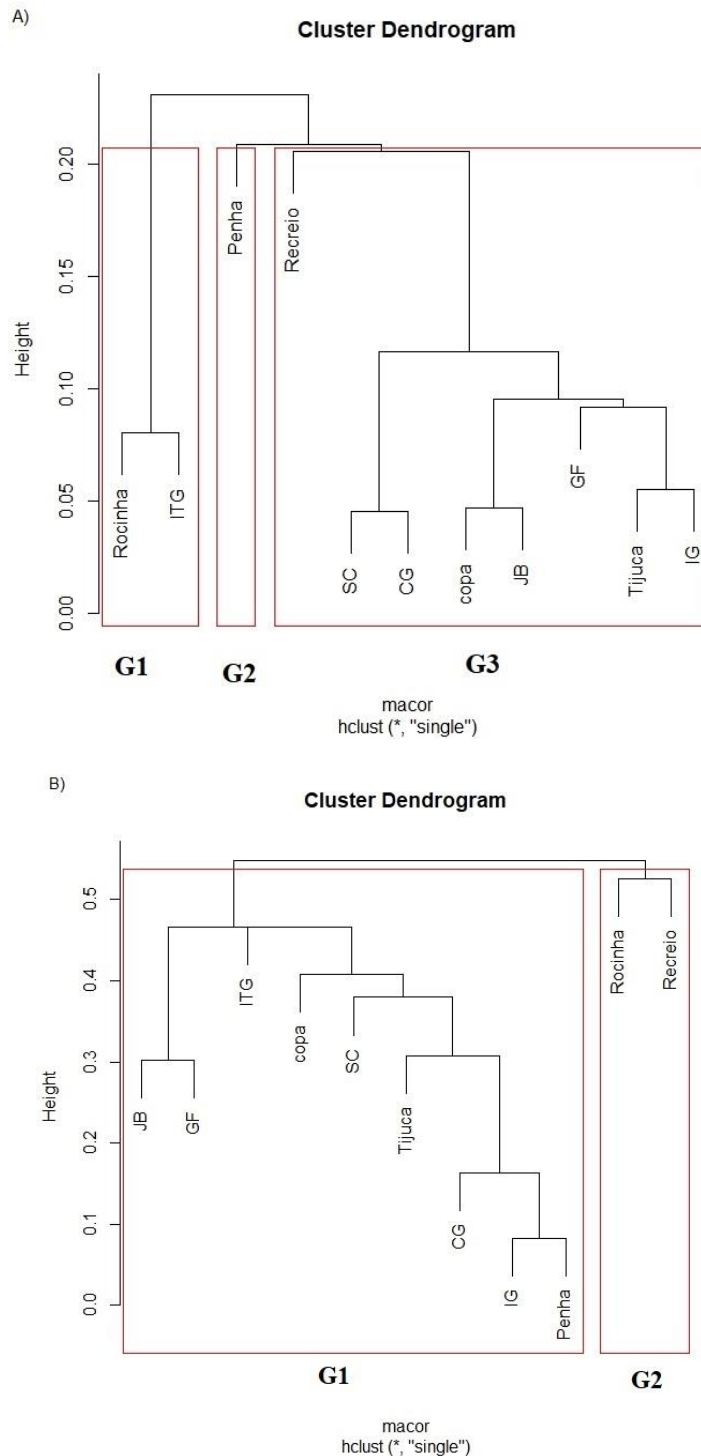 A)
Cluster Dendrogram
Height
0.20
0.15
0.10
0.05
0.00
Rocinha
ITG
Penha
Recreio
SC
CG
copa
JB
GF
Tijuca
IG
G1
G2
G3
macor
hclust (*, "single")
B)
Cluster Dendrogram
Height
0.5
0.4
0.3
0.2
0.1
0.0
JB
GF
ITG
copa
SC
Tijuca
CG
IG
Penha
Rocinha
Recreio
G1
G2
macor
hclust (*, "single")